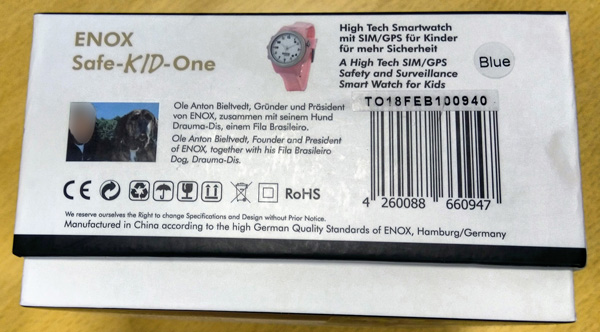 ENOX
Safe-KID-One
High Tech Smartwatch
mit SIM/GPS für Kinder
für mehr Sicherheit
A High Tech SIM/GPS
Safety and Surveillance
Smart Watch for Kids
Blue
TO18FEB100940
Ole Anton Bieltvedt, Gründer und Präsident
von ENOX, zusammen mit seinem Hund
Drauma-Dis, einem Fila Brasileiro.
Ole Anton Bieltvedt, Founder and President
of ENOX, together with his Fila Brasileiro
Dog, Drauma-Dis.
CE RoHS
4 260088 660947
We reserve ourselves the Right to change Specifications and Design without Prior Notice.
Manufactured in China according to the high German Quality Standards of ENOX, Hamburg/Germany